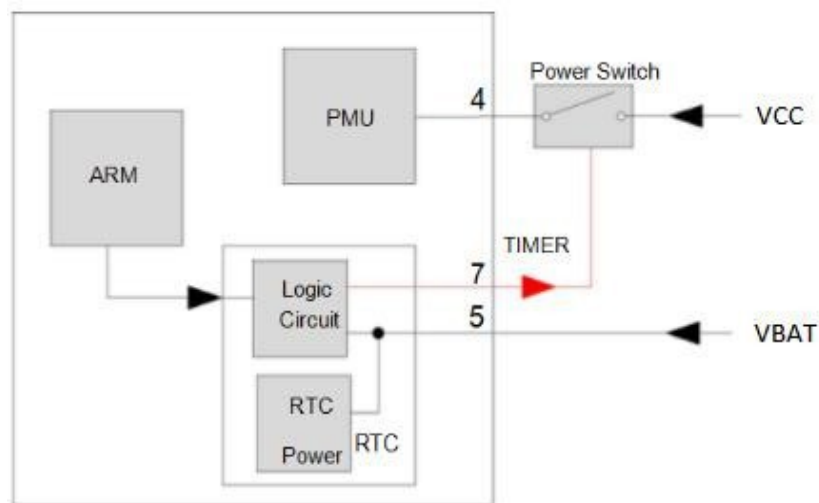 Power Switch
4
PMU
VCC
ARM
TIMER
7
Logic
Circuit
5
VBAT
RTC
Power
RTC